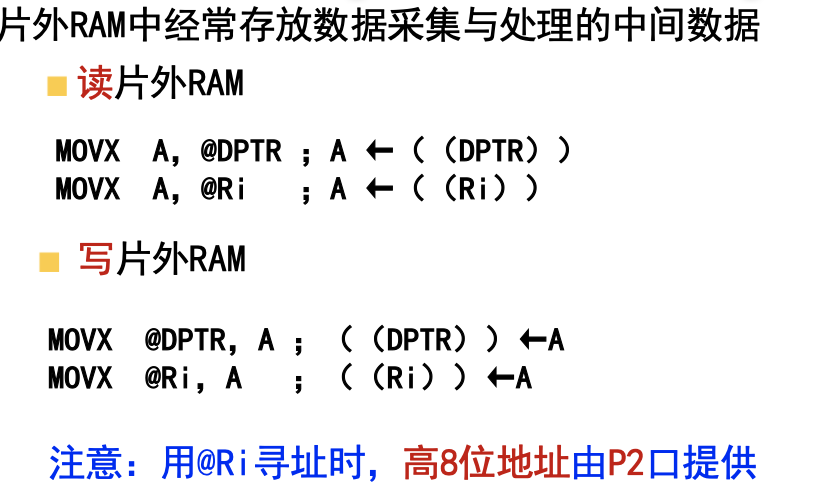 片外RAM中经常存放数据采集与处理的中间数据
读片外RAM
MOVX A, @DPTR ; A ←（（DPTR））
MOVX A, @Ri ; A ←（（Ri））
写片外RAM
MOVX @DPTR, A ; （（DPTR））←A
MOVX @Ri, A ; （（Ri））←A
注意：用@Ri寻址时，高8位地址由P2口提供